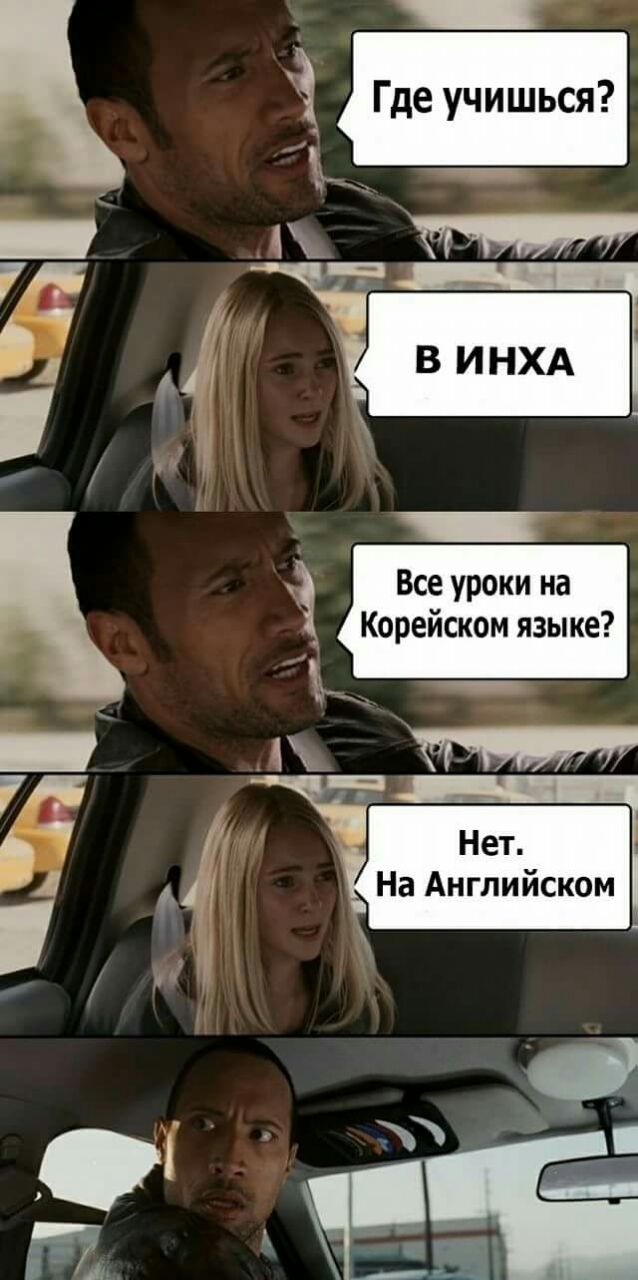 Где учишься?
В ИНХА
Все уроки на
Корейском языке?
Нет.
На Английском